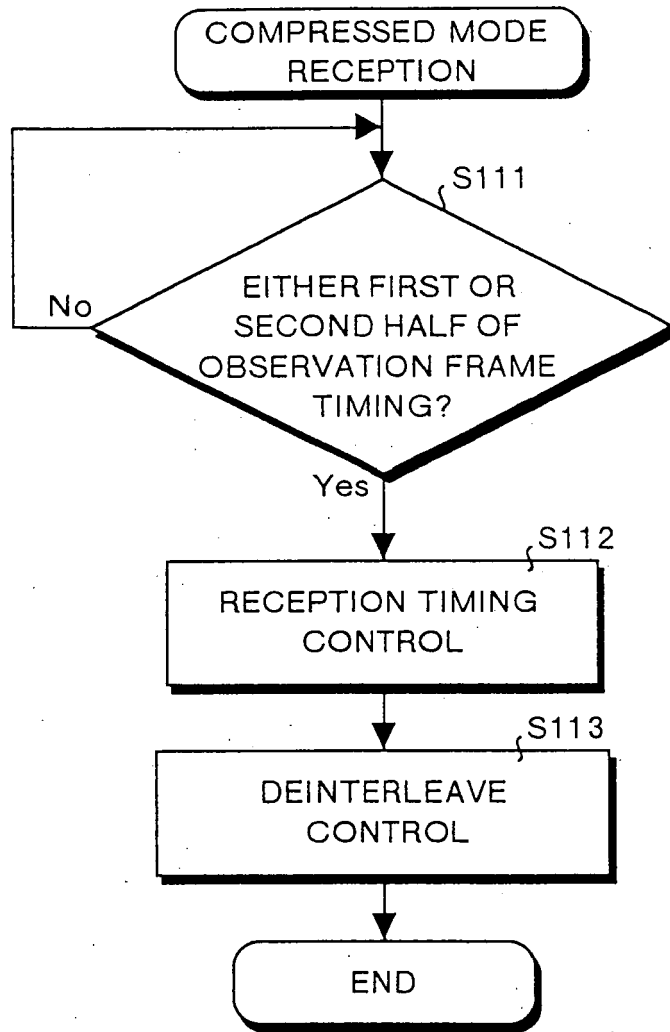 COMPRESSED MODE
RECEPTION
S111
EITHER FIRST OR
SECOND HALF OF
OBSERVATION FRAME
TIMING?
No
Yes
S112
RECEPTION TIMING
CONTROL
S113
DEINTERLEAVE
CONTROL
END